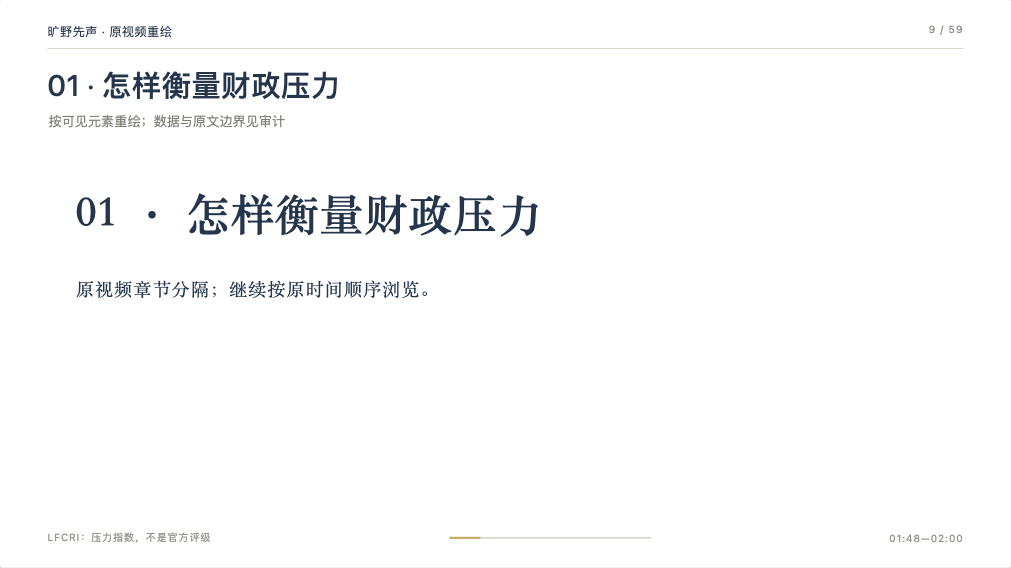 旷野先声 · 原视频重绘
9 / 59
01 · 怎样衡量财政压力
按可见元素重绘；数据与原文边界见审计
01 · 怎样衡量财政压力
原视频章节分隔；继续按原时间顺序浏览。
LFCRI：压力指数，不是官方评级
01:48—02:00